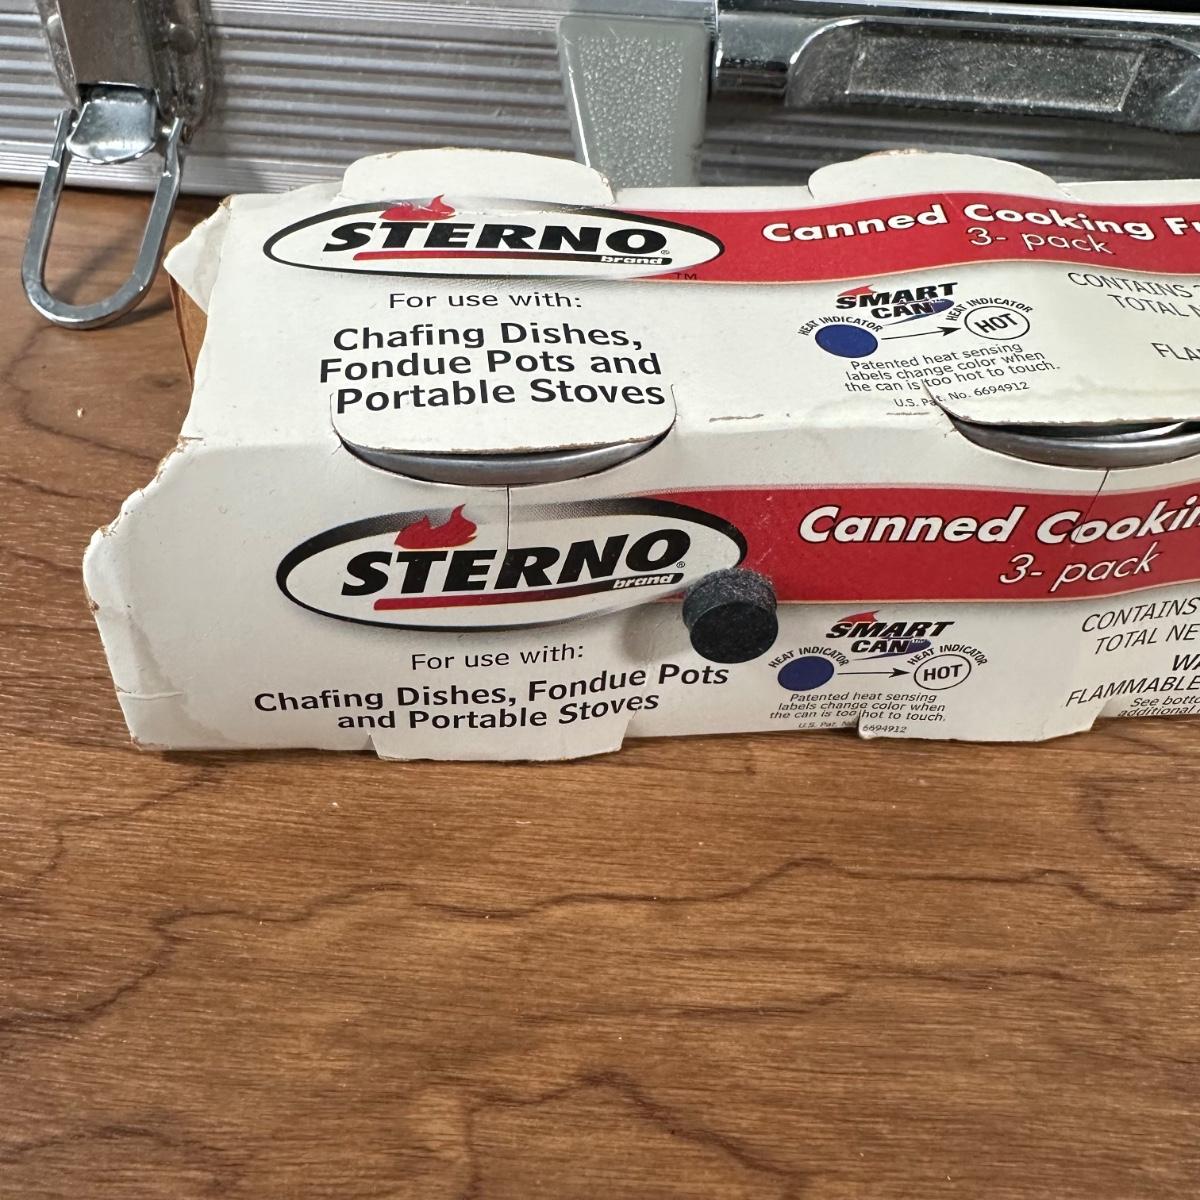 STERNO®
brand
TM
Canned Cooking
3- pack
For use with:
Chafing Dishes,
Fondue Pots and
Portable Stoves
SMART
CAN
HEAT INDICATOR
HEAT INDICATOR
HOT
Patented heat sensing
labels change color when
the can is too hot to touch.
U.S. Pat. No. 6694912
CONTAINS
TOTAL
STERNO®
brand
Canned
3- pack
For use with:
Chafing Dishes, Fondue Pots
and Portable Stoves
SMART
CAN
HEAT INDICATOR
HEAT INDICATOR
HOT
Patented heat sensing
labels change color when
the can is too hot to touch.
U.S. Pat. 6694912
CONTAINS
TOTAL NE
FLAMMABLE
See
additional